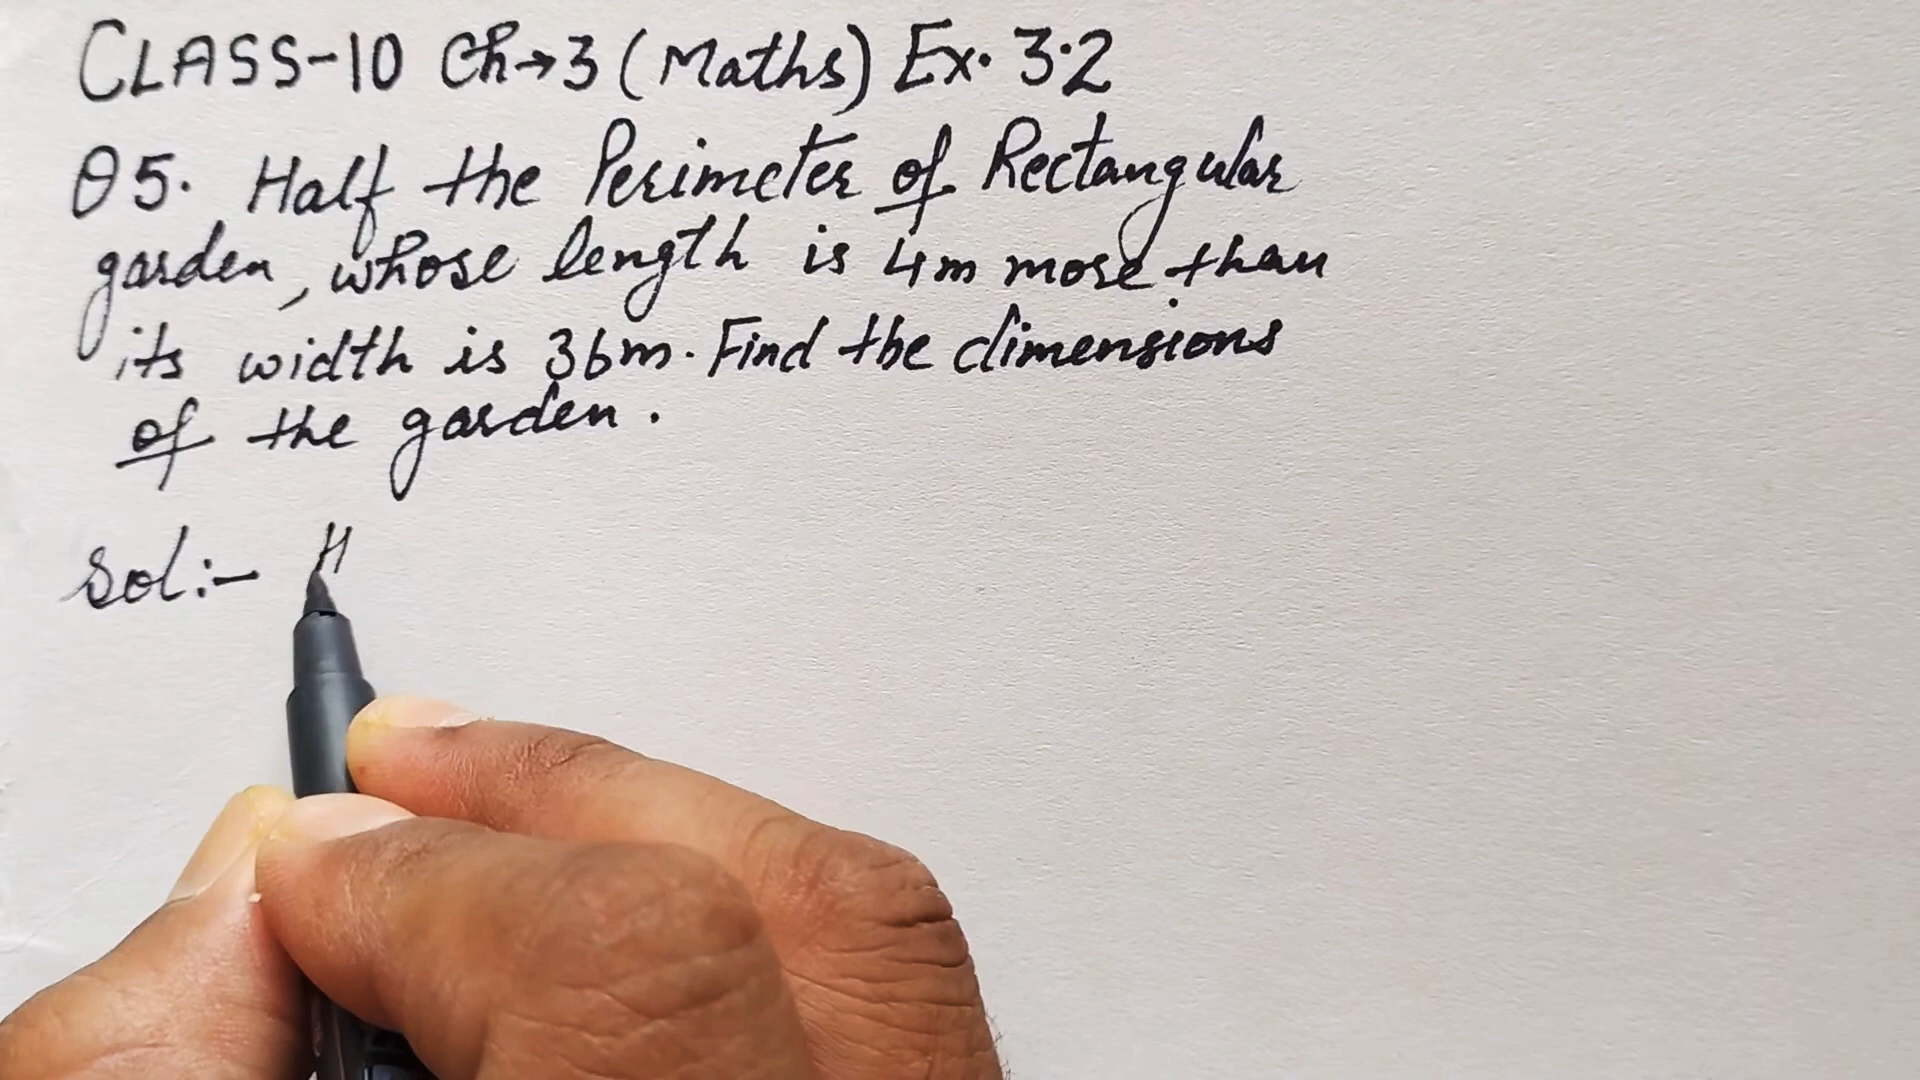 CLASS-10 Ch→3 (Maths) Ex. 3.2
Q5. Half the Perimeter of Rectangular
garden, whose length is 4m more than
its width is 36m. Find the dimensions
of the garden.
Sol:- H